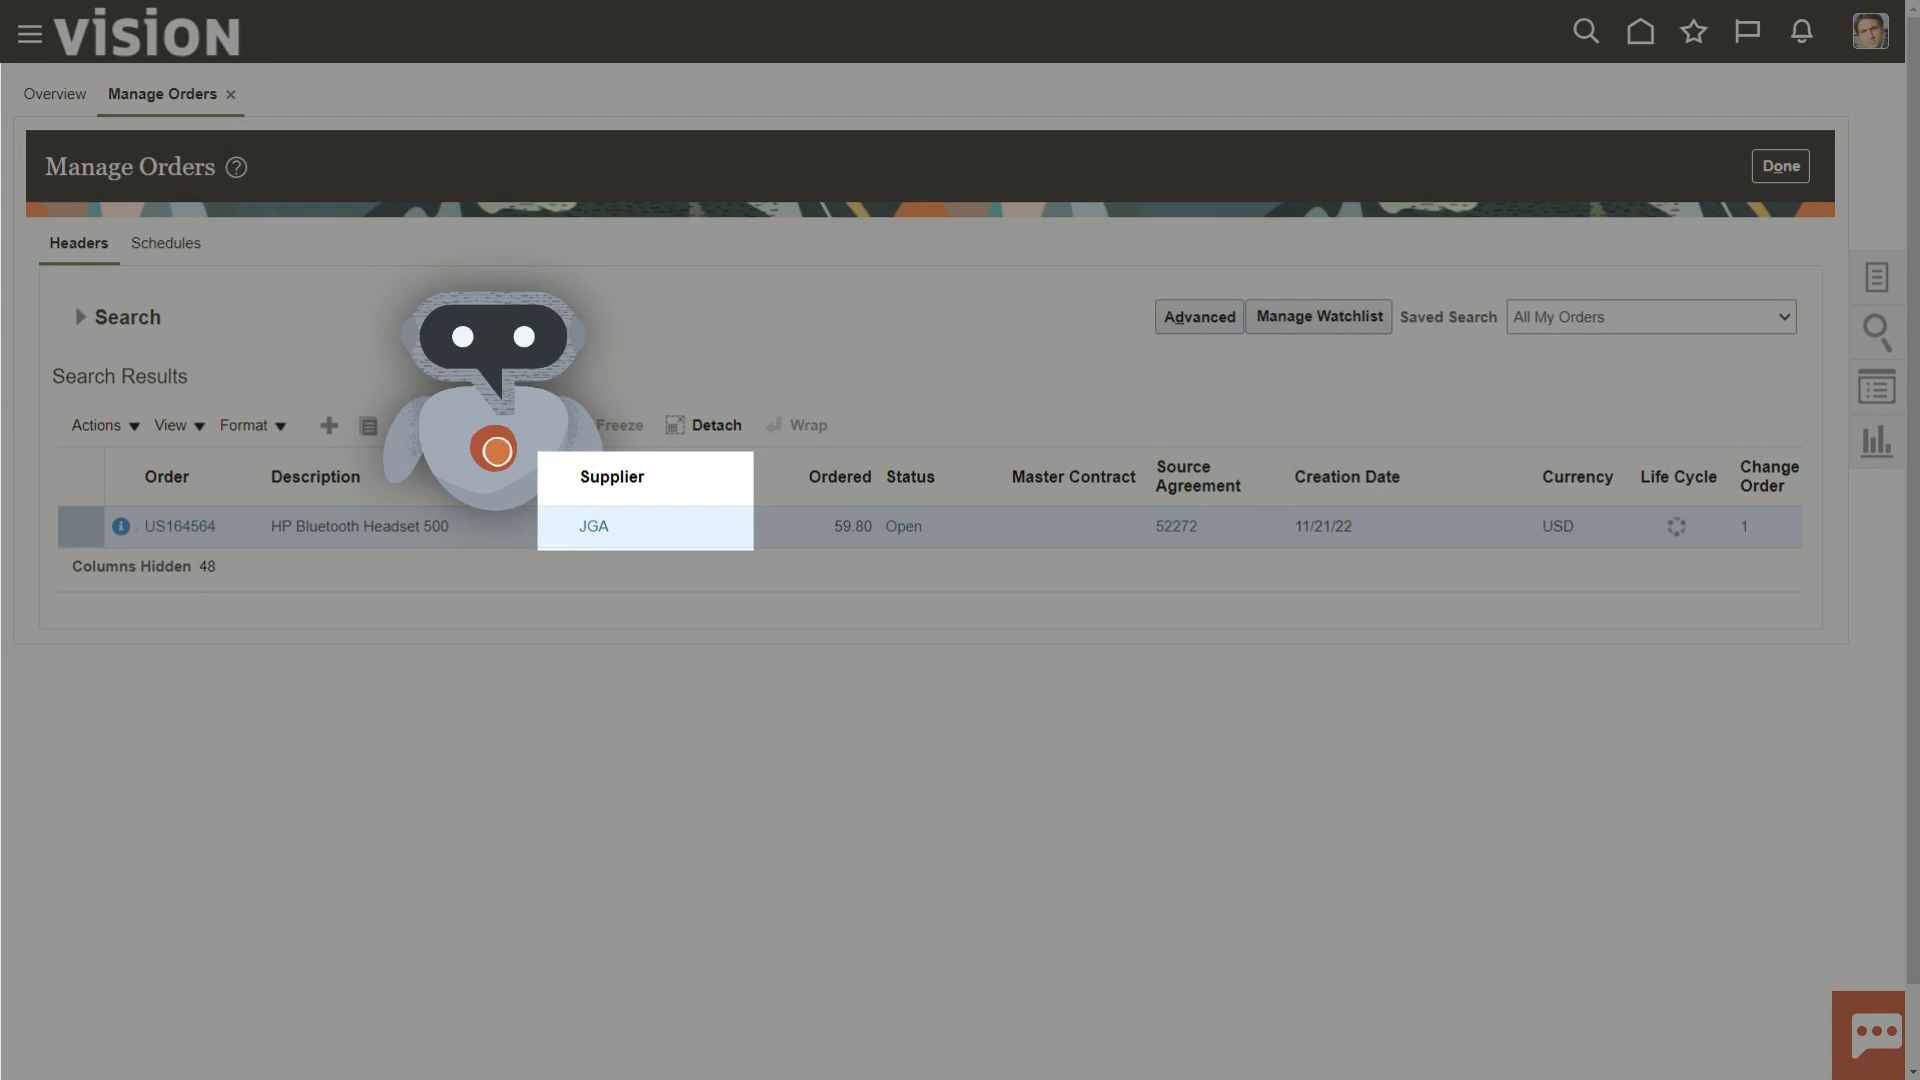 vision
Overview
Manage Orders
Manage Orders
Done
Headers
Schedules
Search
Advanced
Manage Watchlist
Saved Search
All My Orders
Search Results
Actions
View
Format
Freeze
Detach
Wrap
Order
Description
Supplier
Ordered
Status
Master Contract
Source
Agreement
Creation Date
Currency
Life Cycle
Change
Order
US164564
HP Bluetooth Headset 500
JGA
59.80
Open
52272
11/21/22
USD
1
Columns Hidden 48